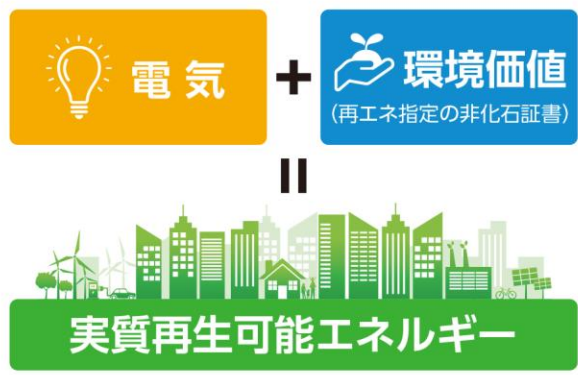 電気
+
環境価値
(再エネ指定の非化石証書)
=
実質再生可能エネルギー